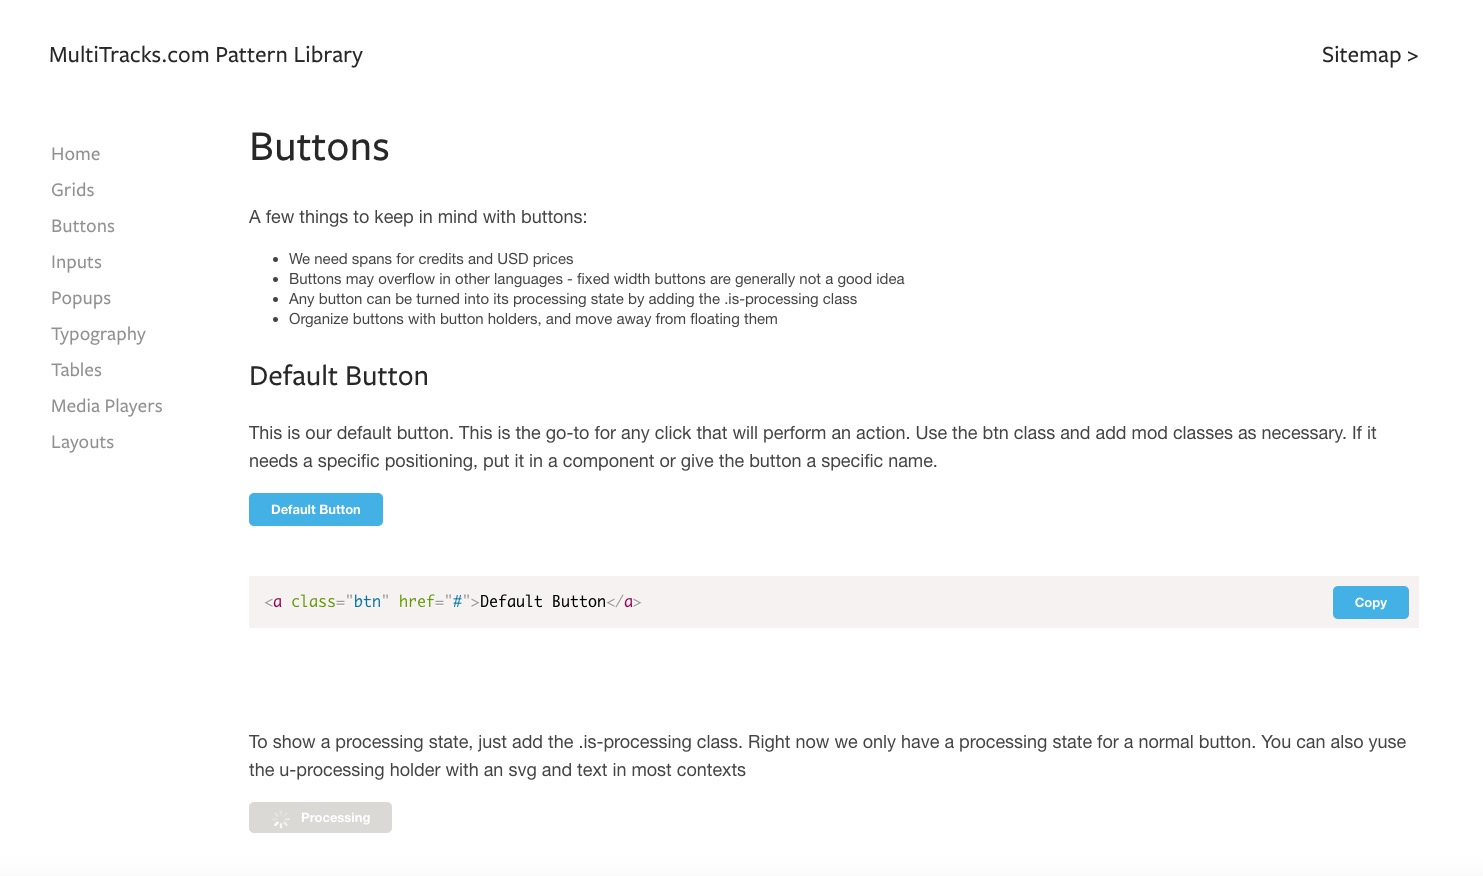 MultiTracks.com Pattern Library
Sitemap >
Home
Grids
Buttons
Inputs
Popups
Typography
Tables
Media Players
Layouts
Buttons
A few things to keep in mind with buttons:
• We need spans for credits and USD prices
• Buttons may overflow in other languages - fixed width buttons are generally not a good idea
• Any button can be turned into its processing state by adding the .is-processing class
• Organize buttons with button holders, and move away from floating them
Default Button
This is our default button. This is the go-to for any click that will perform an action. Use the btn class and add mod classes as necessary. If it
needs a specific positioning, put it in a component or give the button a specific name.
Default Button
<a class="btn" href="#">Default Button</a>
Copy
To show a processing state, just add the .is-processing class. Right now we only have a processing state for a normal button. You can also yuse
the u-processing holder with an svg and text in most contexts
Processing